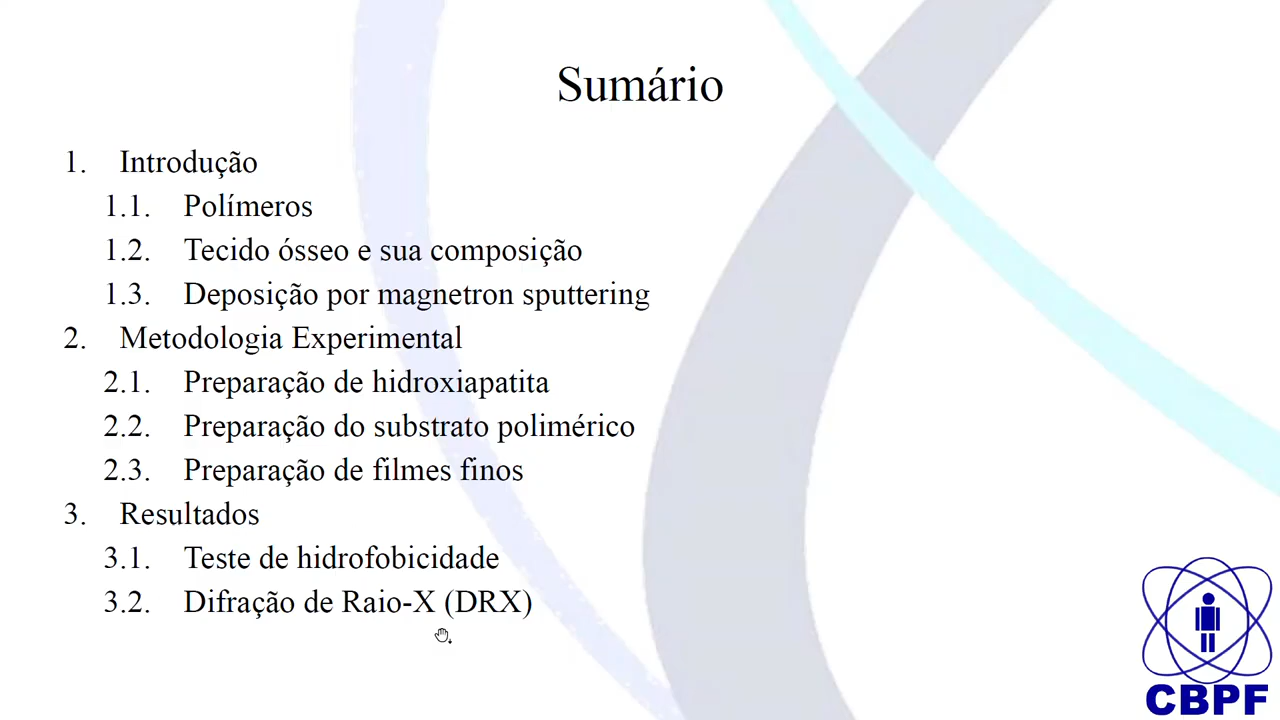 Sumário
1. Introdução
1.1. Polímeros
1.2. Tecido ósseo e sua composição
1.3. Deposição por magnetron sputtering
2. Metodologia Experimental
2.1. Preparação de hidroxiapatita
2.2. Preparação do substrato polimérico
2.3. Preparação de filmes finos
3. Resultados
3.1. Teste de hidrofobicidade
3.2. Difração de Raio-X (DRX)
CBPF